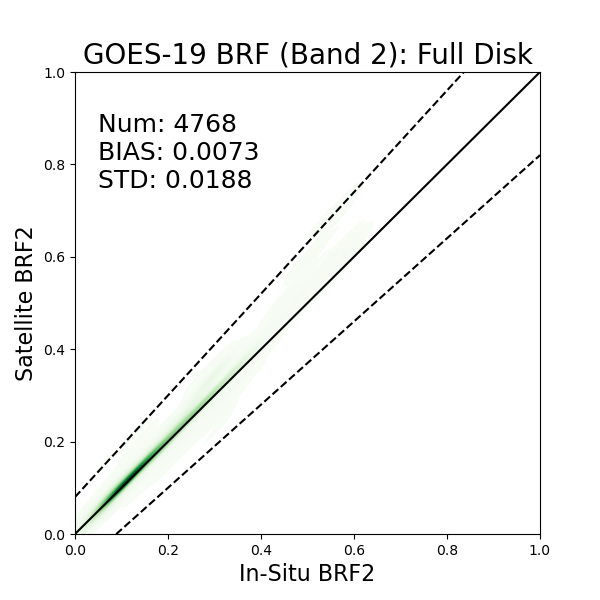 GOES-19 BRF (Band 2): Full Disk
1.0
Num: 4768
BIAS: 0.0073
STD: 0.0188
0.8
0.6
0.4
0.2
0.0
Satellite BRF2
0.0 0.2 0.4 0.6 0.8 1.0
In-Situ BRF2